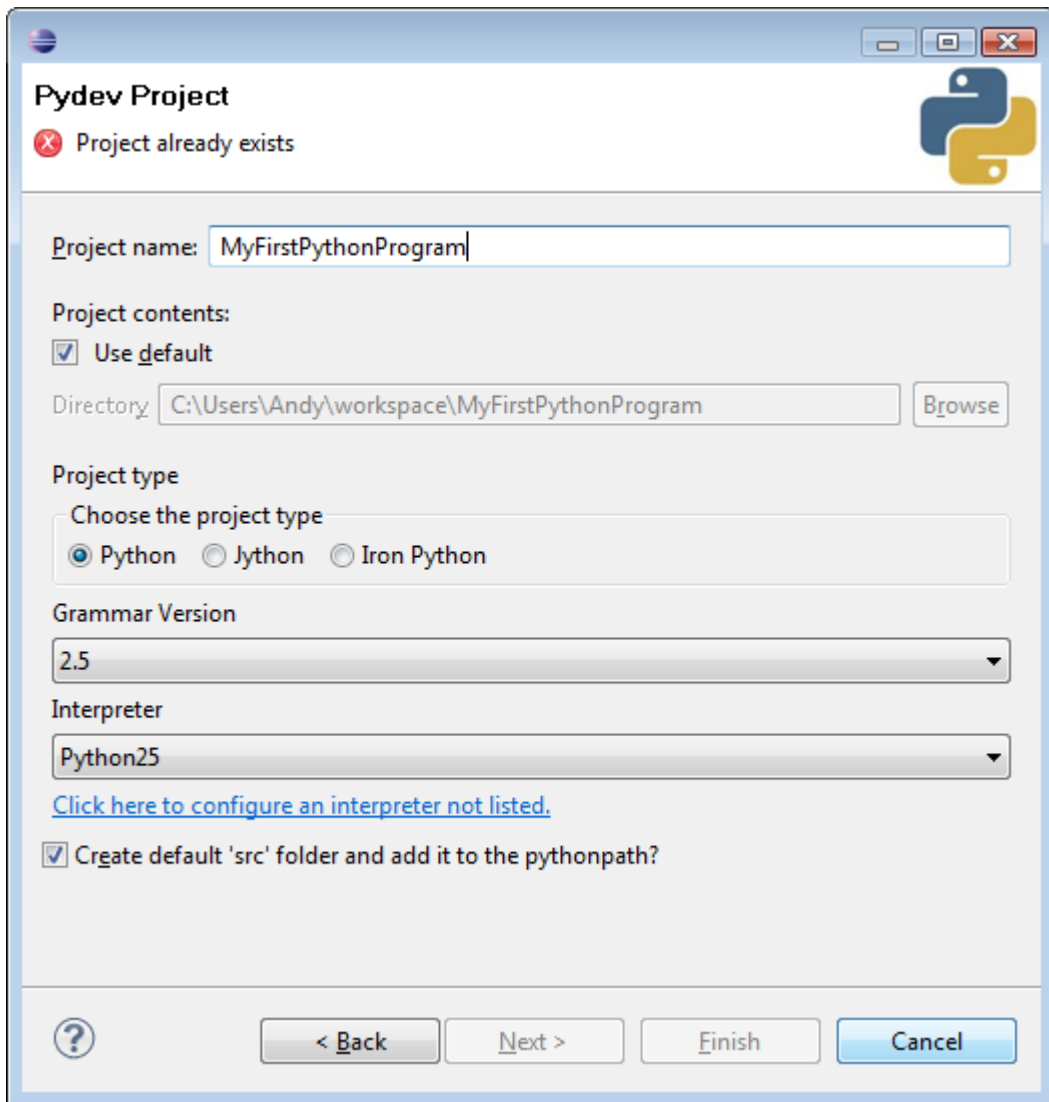 Pydev Project
Project already exists
Project name: MyFirstPythonProgram
Project contents:
Use default
Directory C:\Users\Andy\workspace\MyFirstPythonProgram Browse
Project type
Choose the project type
Python Jython Iron Python
Grammar Version
2.5
Interpreter
Python25
Click here to configure an interpreter not listed.
Create default 'src' folder and add it to the pythonpath?
? < Back Next > Finish Cancel